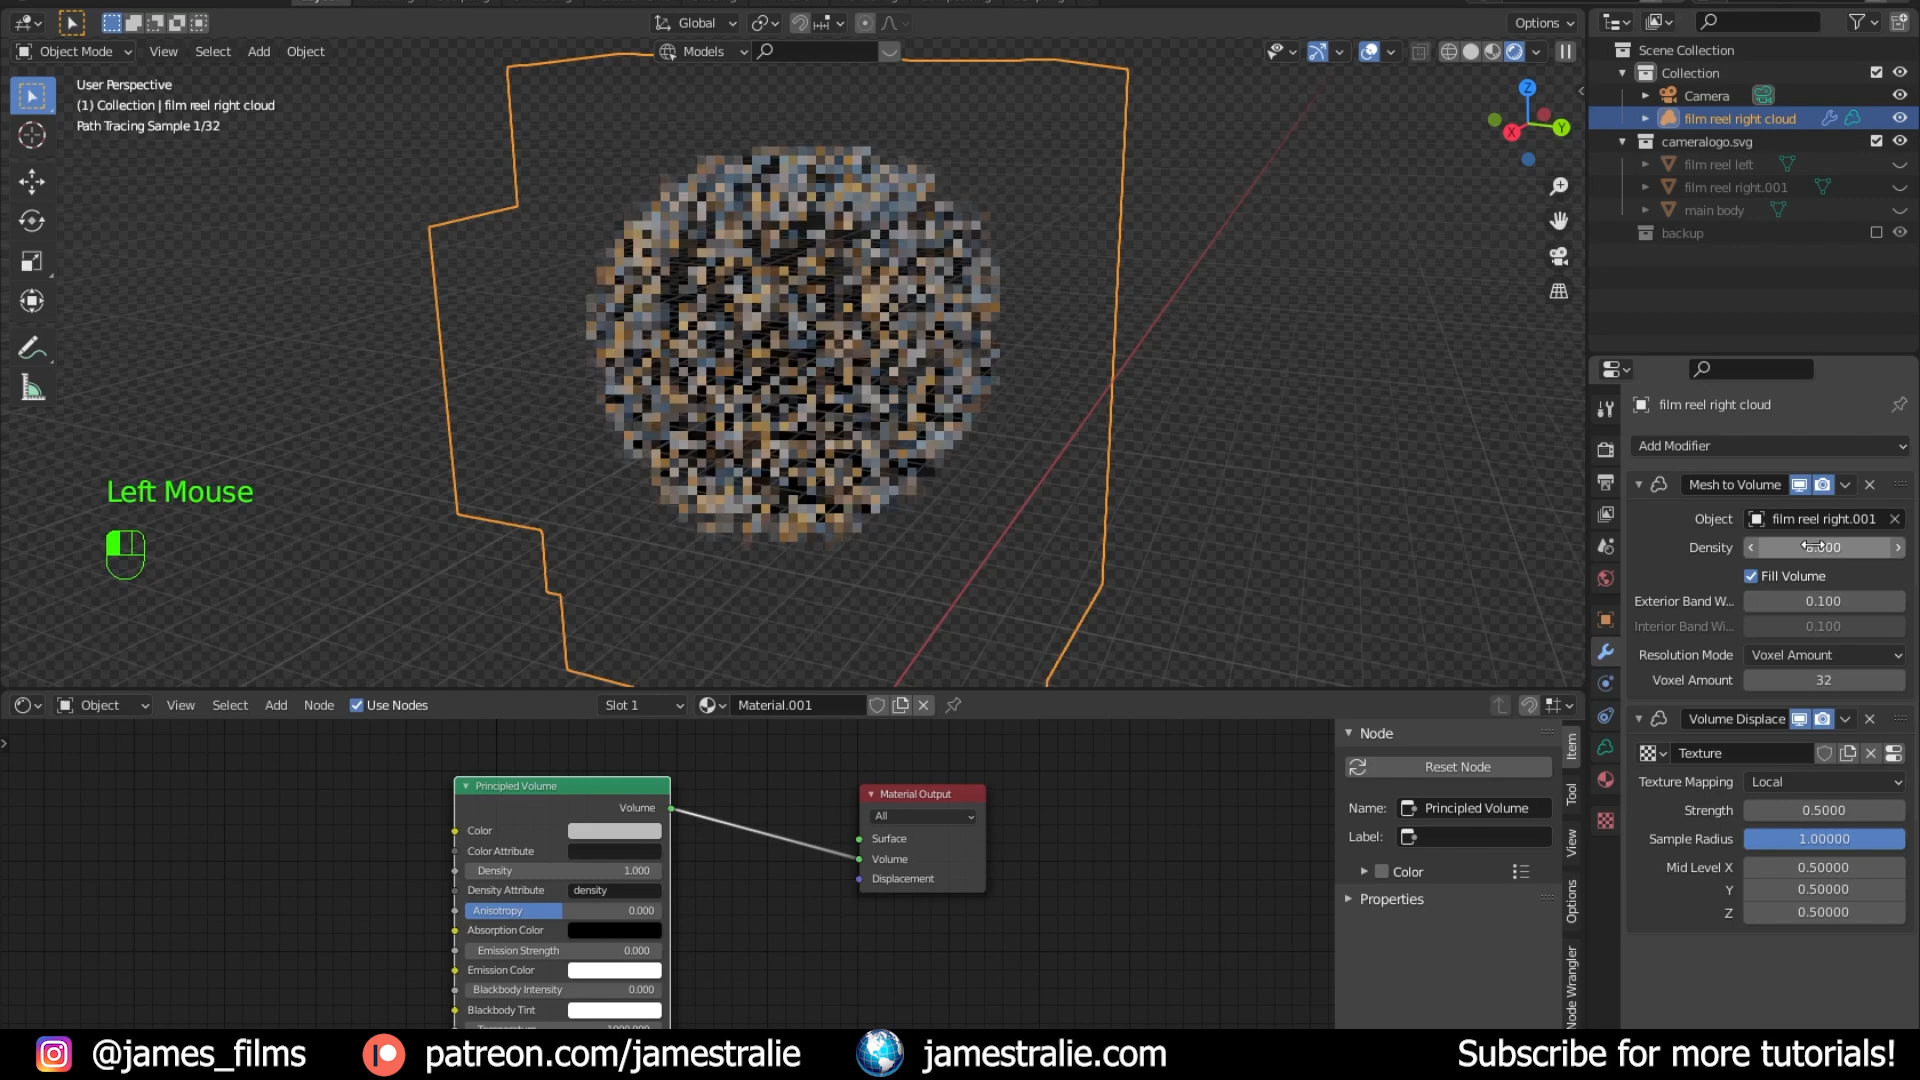 Global
Options
Object Mode
View
Select
Add
Object
Models
User Perspective
(1) Collection | film reel right cloud
Path Tracing Sample 1/32
Z
X
Y
Left Mouse
Scene Collection
Collection
Camera
film reel right cloud
cameralogo.svg
film reel left
film reel right.001
main body
backup
film reel right cloud
Add Modifier
Mesh to Volume
Object
film reel right.001
Density
Fill Volume
Exterior Band W...
0.100
Interior Band Wi...
0.100
Resolution Mode
Voxel Amount
Voxel Amount
32
Volume Displace
Texture
Texture Mapping
Local
Strength
0.5000
Sample Radius
1.00000
Mid Level X
0.50000
Y
0.50000
Z
0.50000
Object
View
Select
Add
Node
Use Nodes
Slot 1
Material.001
Principled Volume
Volume
Color
Color Attribute
Density
1.000
Density Attribute
density
Anisotropy
0.000
Absorption Color
Emission Strength
0.000
Emission Color
Blackbody Intensity
0.000
Blackbody Tint
Material Output
All
Surface
Volume
Displacement
Node
Reset Node
Name:
Principled Volume
Label:
Color
Properties
Item
Tool
View
Options
Node Wrangler
@james_films
patreon.com/jamestralie
jamestralie.com
Subscribe for more tutorials!